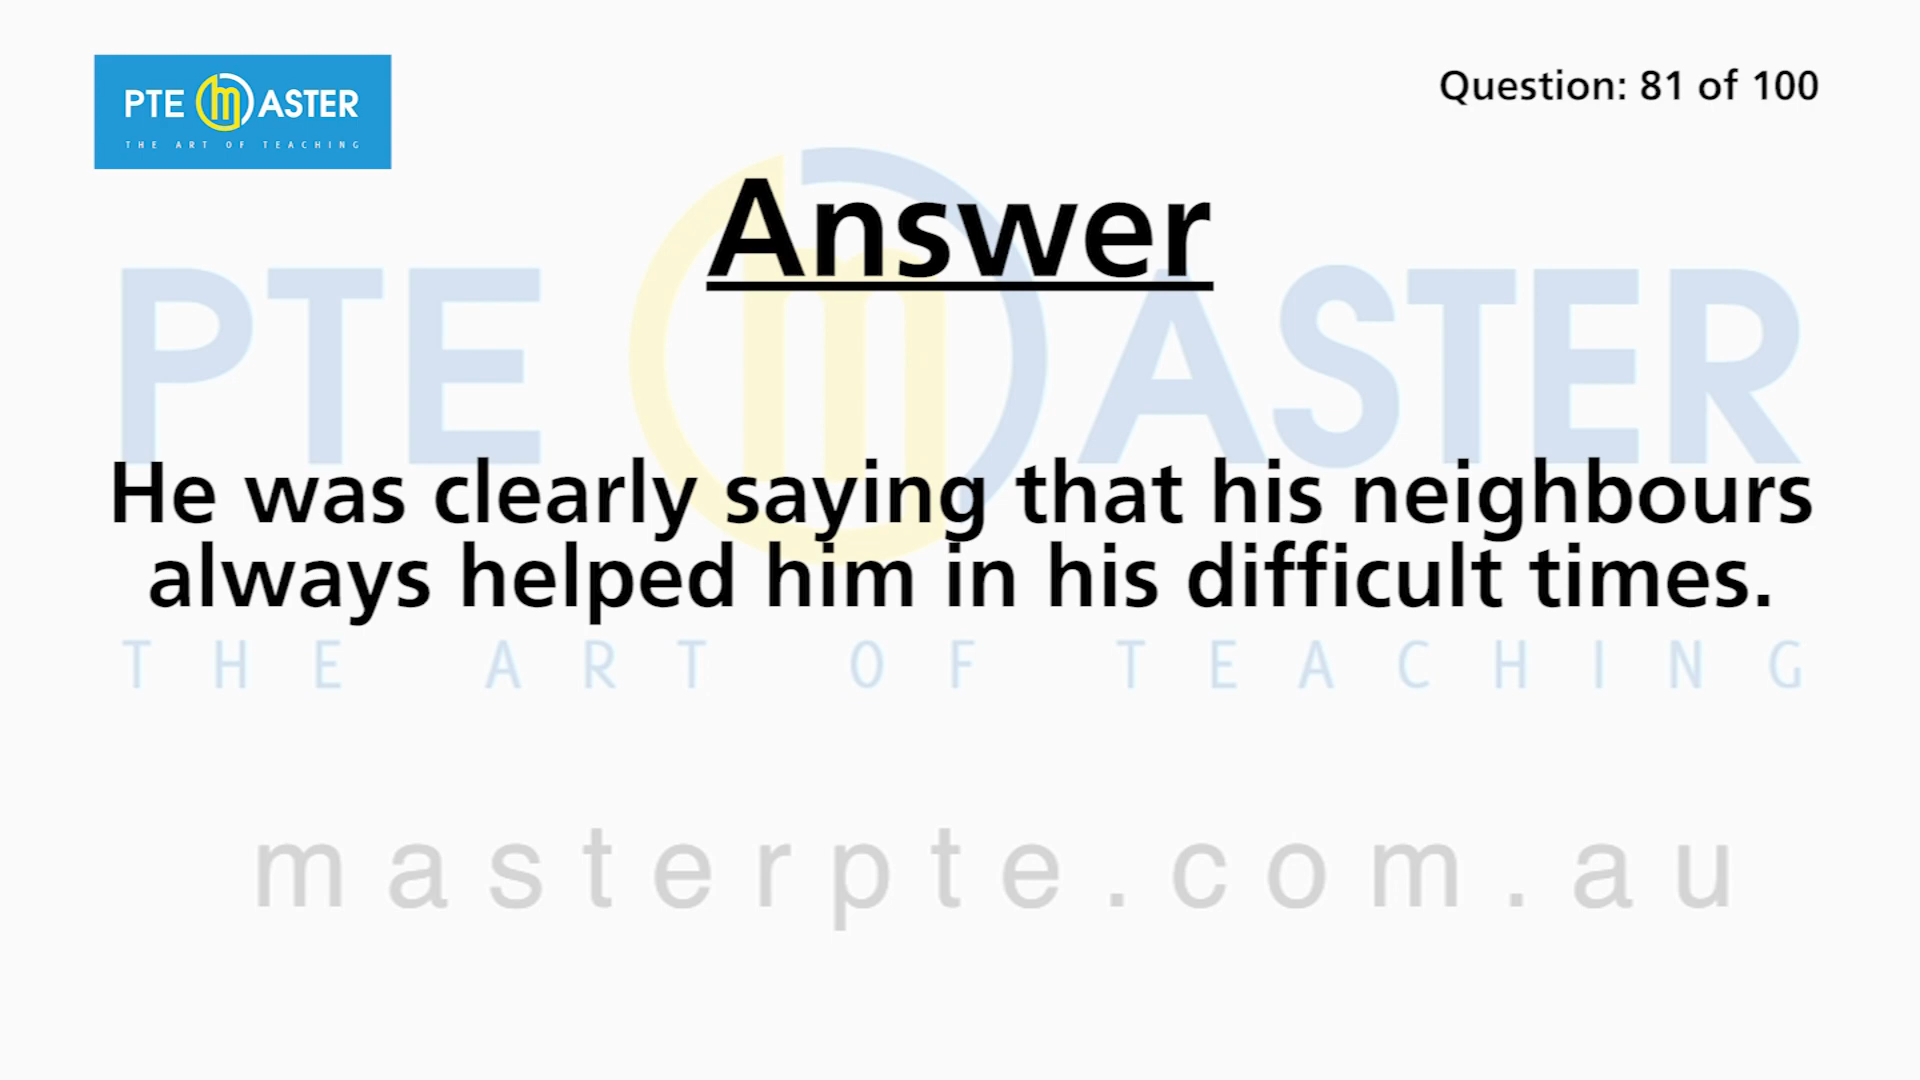 PTE MASTER
THE ART OF TEACHING
Question: 81 of 100
Answer
PTE MASTER
He was clearly saying that his neighbours
always helped him in his difficult times.
THE ART OF TEACHING
masterpte.com.au